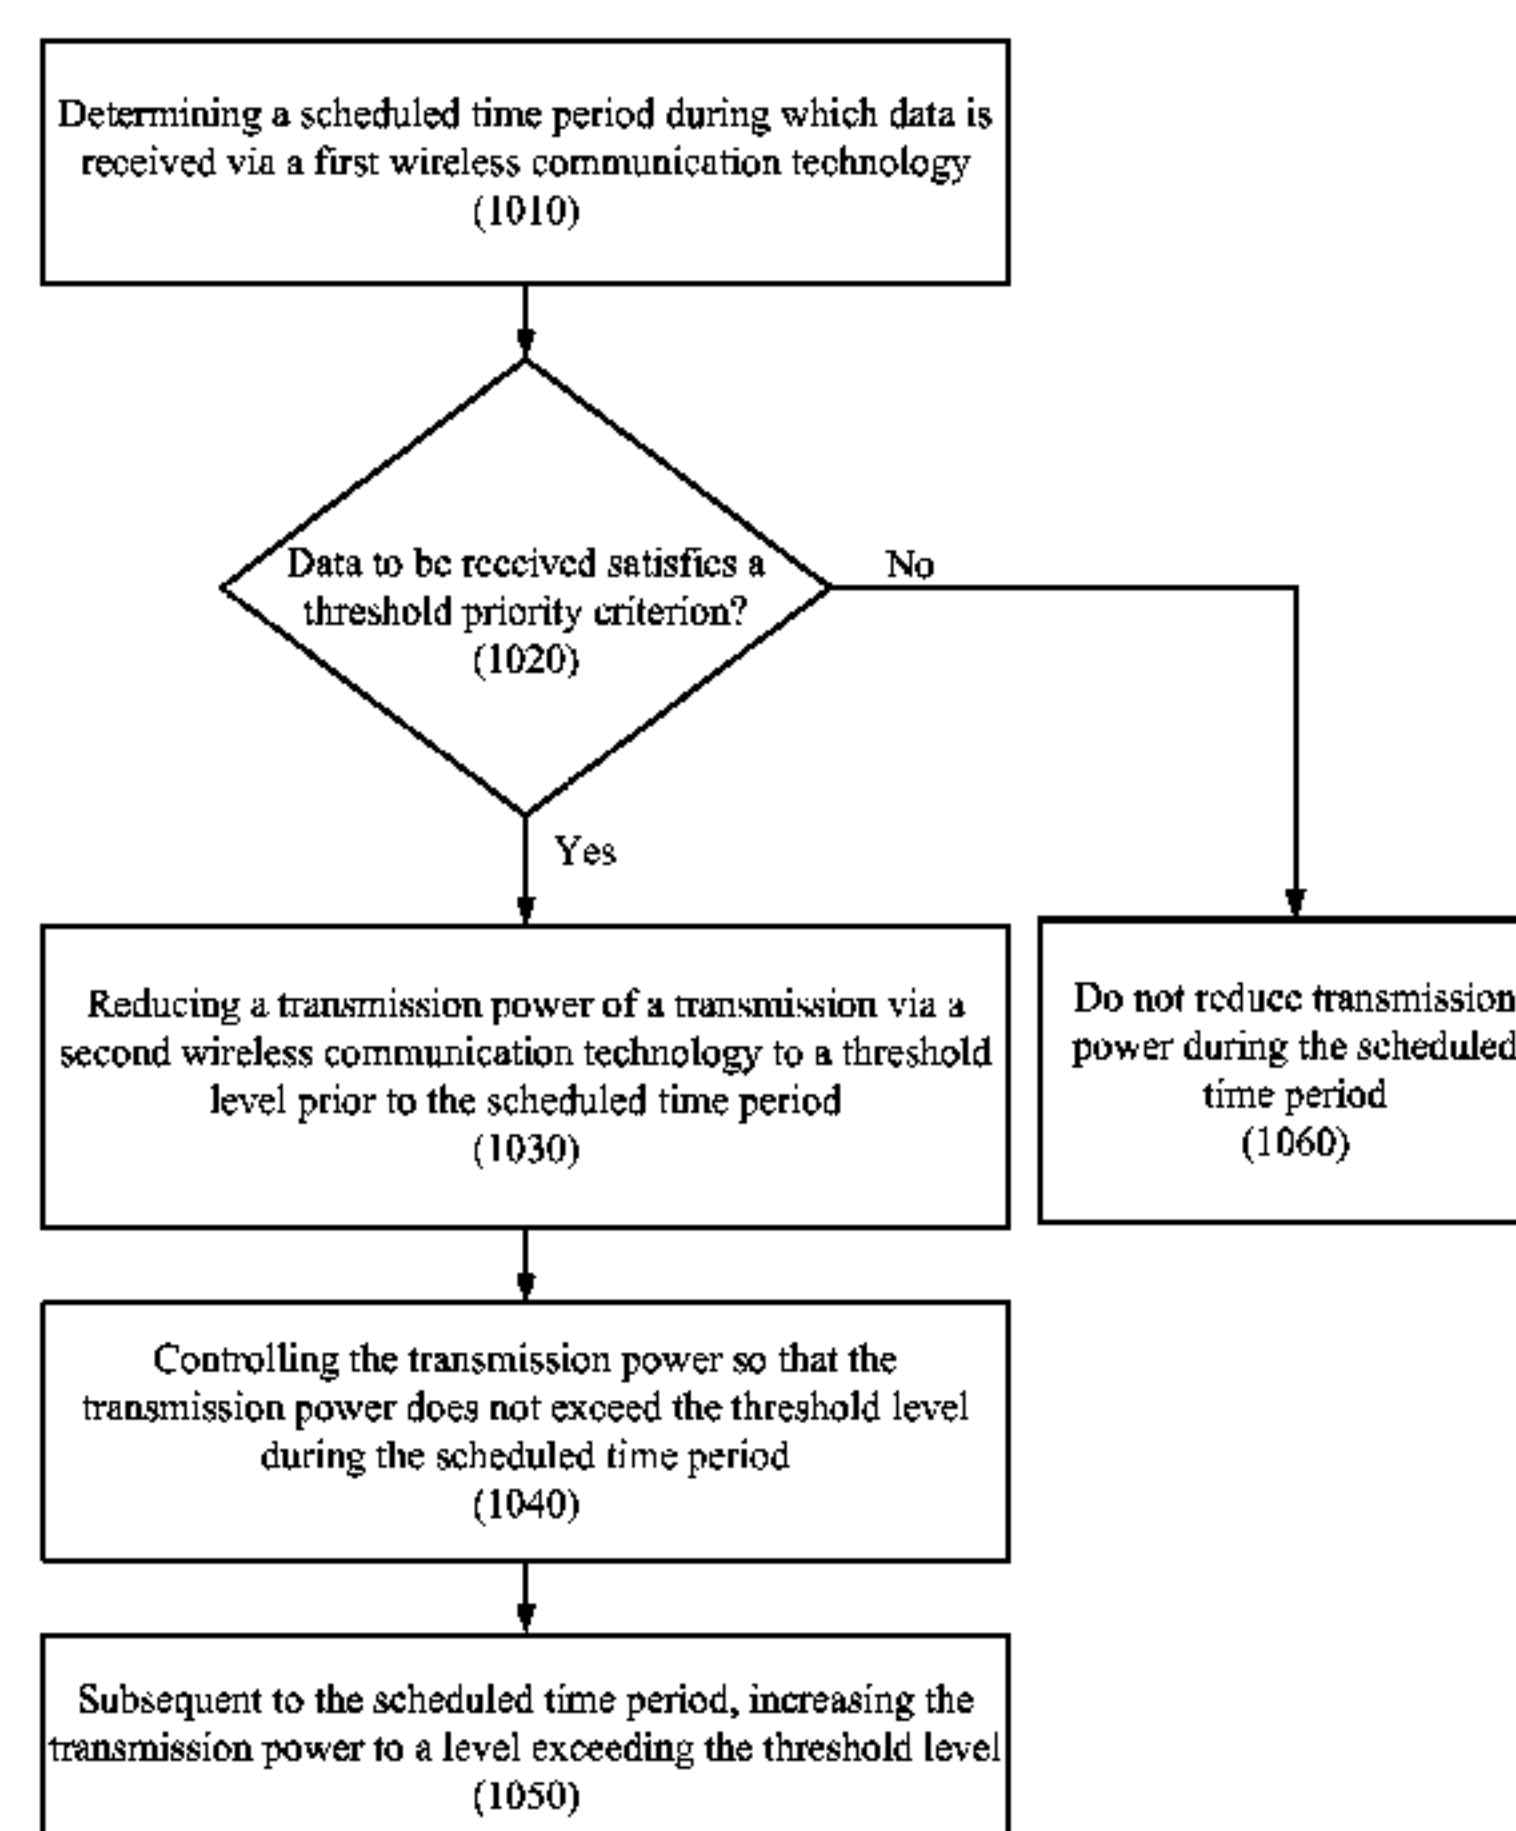 Determining a scheduled time period during which data is
received via a first wireless communication technology
(1010)
Data to be received satisfies a
threshold priority criterion?
(1020)
No
Yes
Reducing a transmission power of a transmission via a
second wireless communication technology to a threshold
level prior to the scheduled time period
(1030)
Do not reduce transmission
power during the scheduled
time period
(1060)
Controlling the transmission power so that the
transmission power does not exceed the threshold level
during the scheduled time period
(1040)
Subsequent to the scheduled time period, increasing the
transmission power to a level exceeding the threshold level
(1050)